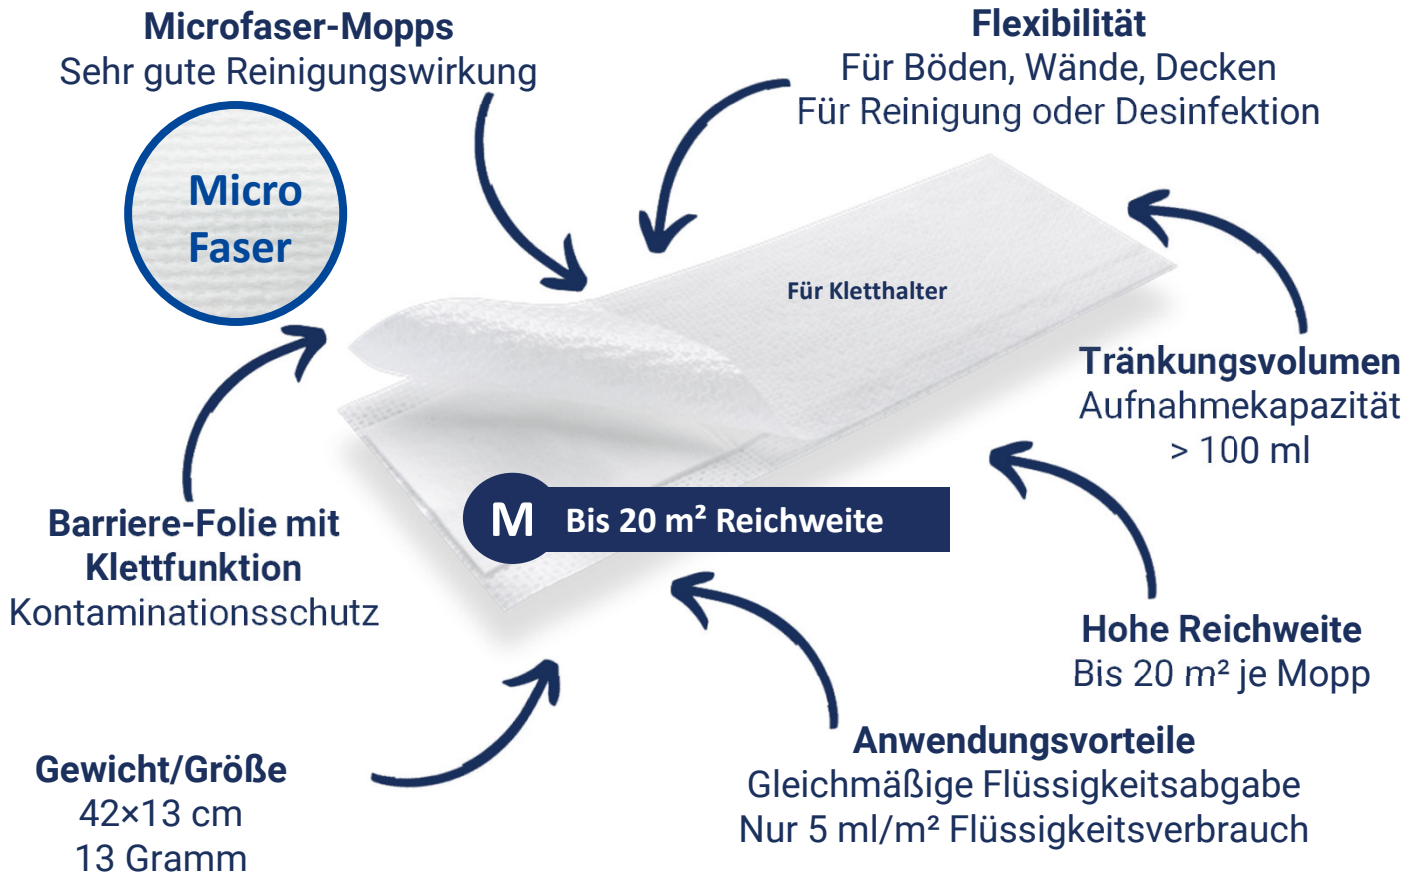 Microfaser-Mopps
Sehr gute Reinigungswirkung
Flexibilität
Für Böden, Wände, Decken
Für Reinigung oder Desinfektion
Micro
Faser
Für Kletthalter
Tränkungsvolumen
Aufnahmekapazität
> 100 ml
Barriere-Folie mit
Klettfunktion
Kontaminationsschutz
M Bis 20 m² Reichweite
Hohe Reichweite
Bis 20 m² je Mopp
Gewicht/Größe
42×13 cm
13 Gramm
Anwendungsvorteile
Gleichmäßige Flüssigkeitsabgabe
Nur 5 ml/m² Flüssigkeitsverbrauch